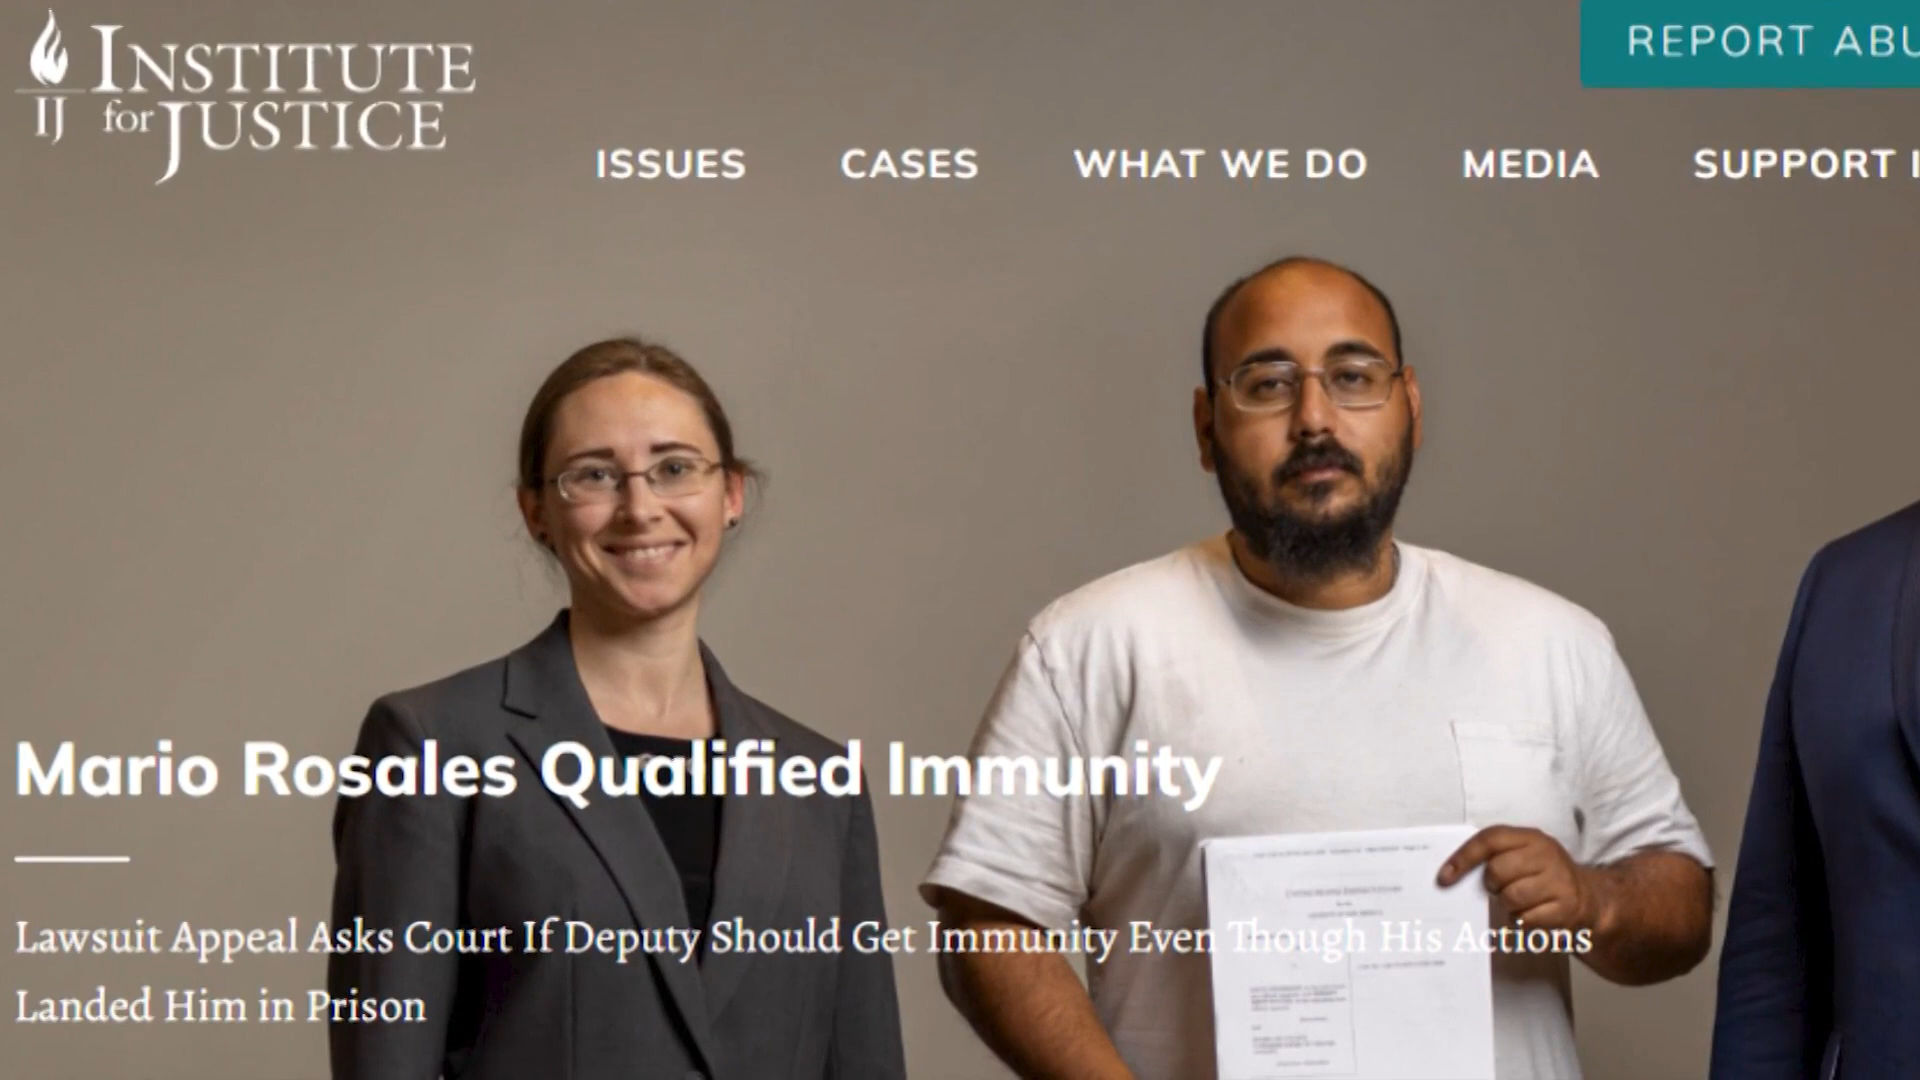 INSTITUTE
for JUSTICE
IJ
REPORT ABU
ISSUES CASES WHAT WE DO MEDIA SUPPORT I
Mario Rosales Qualified Immunity
Lawsuit Appeal Asks Court If Deputy Should Get Immunity Even Though His Actions
Landed Him in Prison